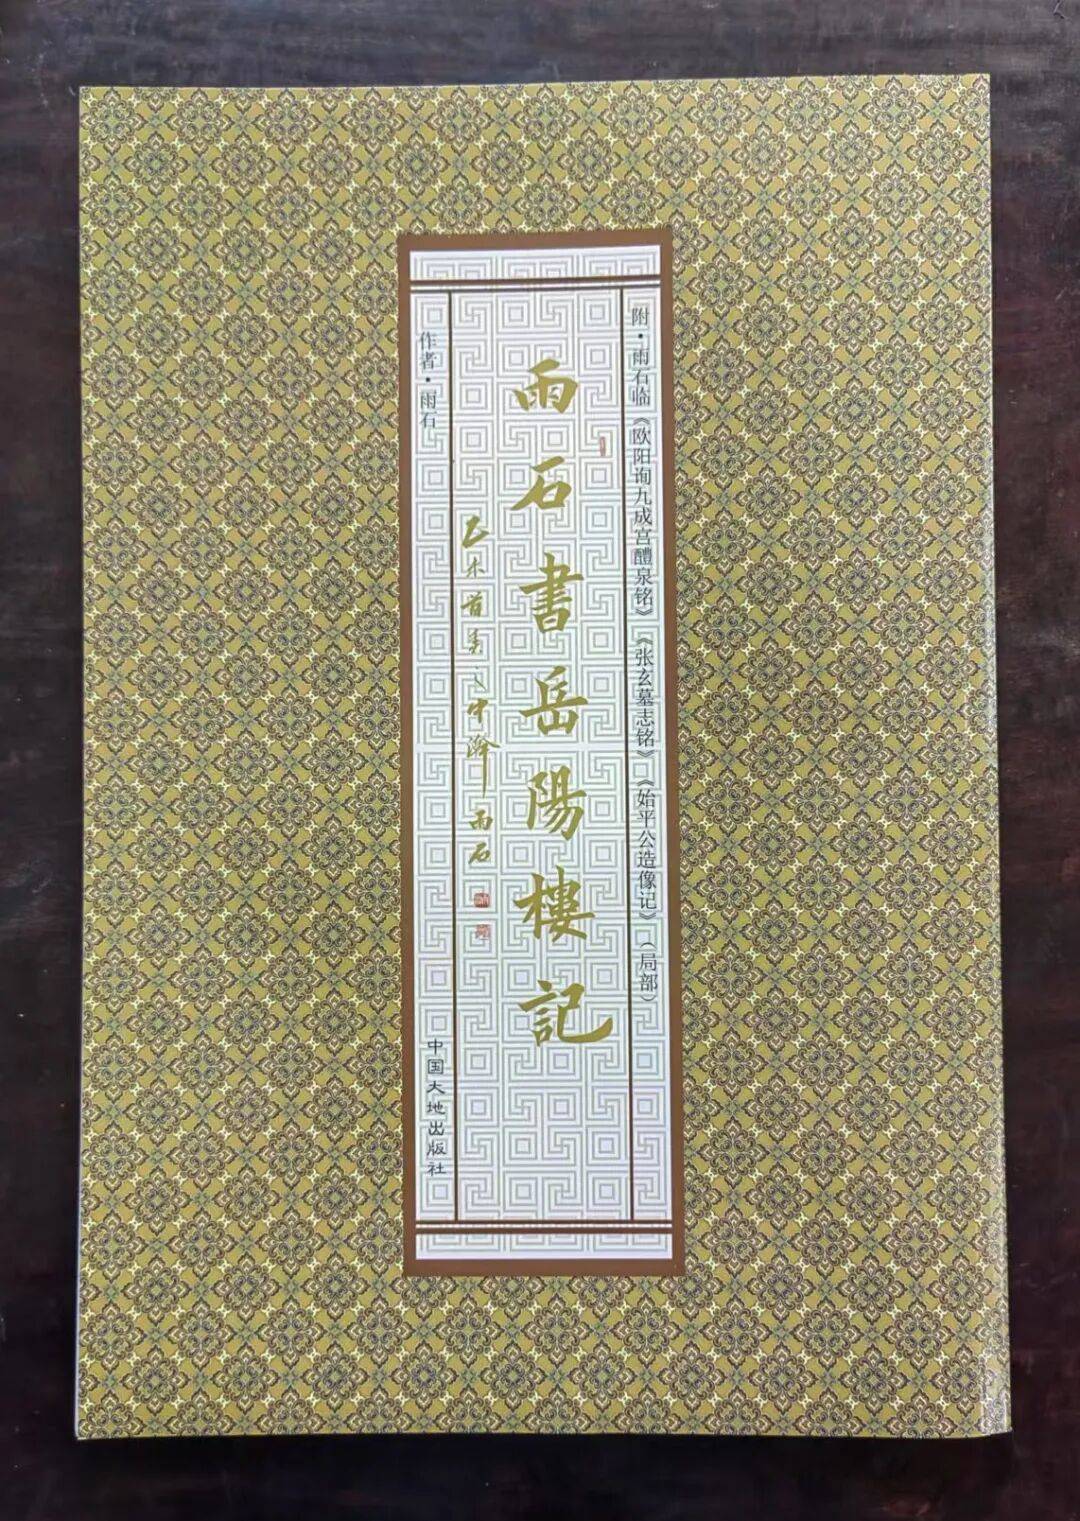 附·雨石临《欧阳询九成宫醴泉铭》《张玄墓志铭》《始平公造像记》（局部）
雨石書岳陽樓記
雨石
作者·雨石
中国大地出版社